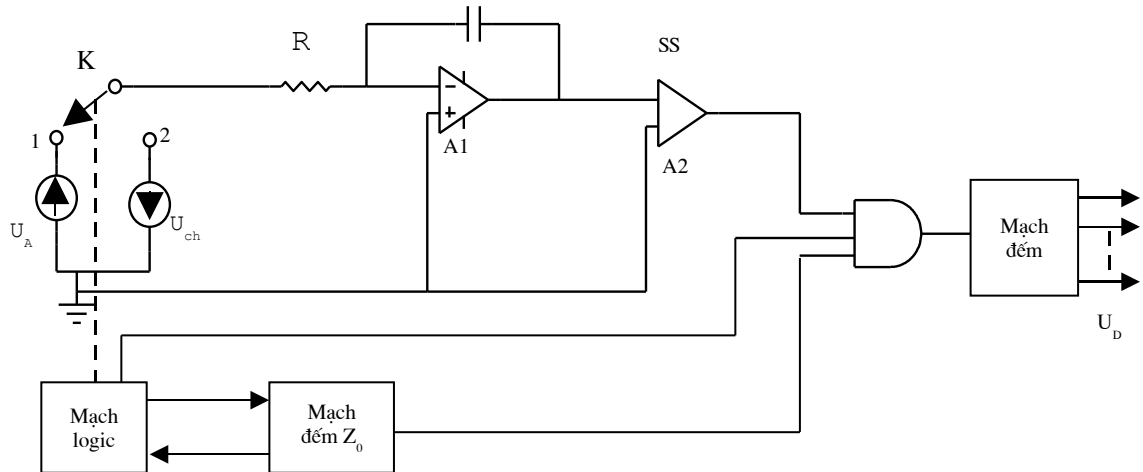 SS
R
K
−
+
1
2
A1
A2
U_A
U_ch
Mạch
đếm
U_D
Mạch
logic
Mạch
đếm Z_0